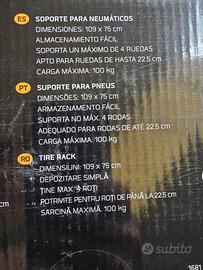 ES SOPORTE PARA NEUMÁTICOS
DIMENSIONES: 109 x 75 cm
ALMACENAMIENTO FÁCIL
SOPORTA UN MÁXIMO DE 4 RUEDAS
APTO PARA RUEDAS DE HASTA 22.5 cm
CARGA MÁXIMA: 100 kg
PT SUPORTE PARA PNEUS
DIMENSÕES: 109 x 75 cm
ARMAZENAMENTO FÁCIL
SUPORTA NO MÁX. 4 RODAS
ADEQUADO PARA RODAS DE ATÉ 22.5 cm
CARGA MÁXIMA: 100 kg
RO TIRE RACK
DIMENSIUNI: 109 x 75 cm
DEPOZITARE SIMPLĂ
ȚINE MAX. 4 ROȚI
POTRIVITE PENTRU ROȚI DE PÂNĂ LA 22.5 cm
SARCINĂ MAXIMĂ: 100 kg
subito